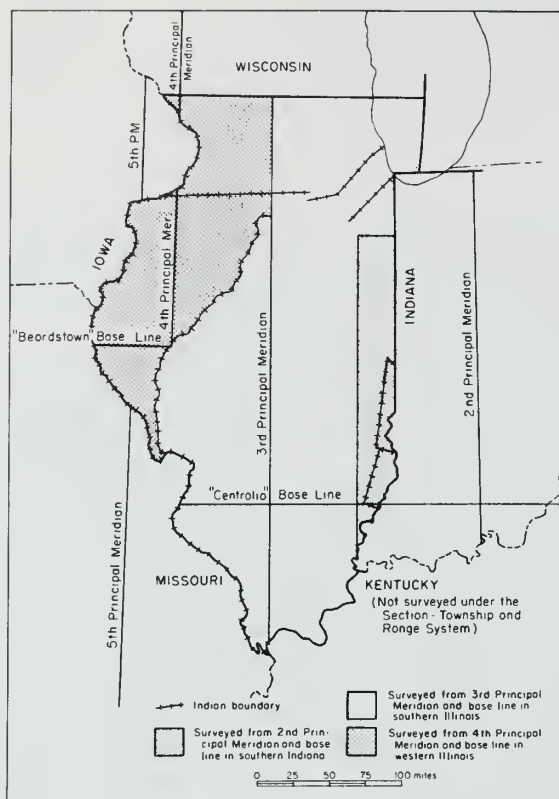 4th Principal
Meridian
WISCONSIN
5th PM
IOWA
4th Principal Meri
INDIANA
"Beardstown" Base Line
3rd Principal Meridian
2nd Principal Meridian
"Centralia" Base Line
5th Principal Meridian
MISSOURI
KENTUCKY
(Not surveyed under the
Section-Township and
Range System)
Indian boundary
Surveyed from 2nd Prin-
cipal Meridian and base
line in southern Indiana
Surveyed from 3rd Principal
Meridian and base line in
southern Illinois
Surveyed from 4th Principal
Meridian and base line in
western Illinois
0 25 50 75 100 miles